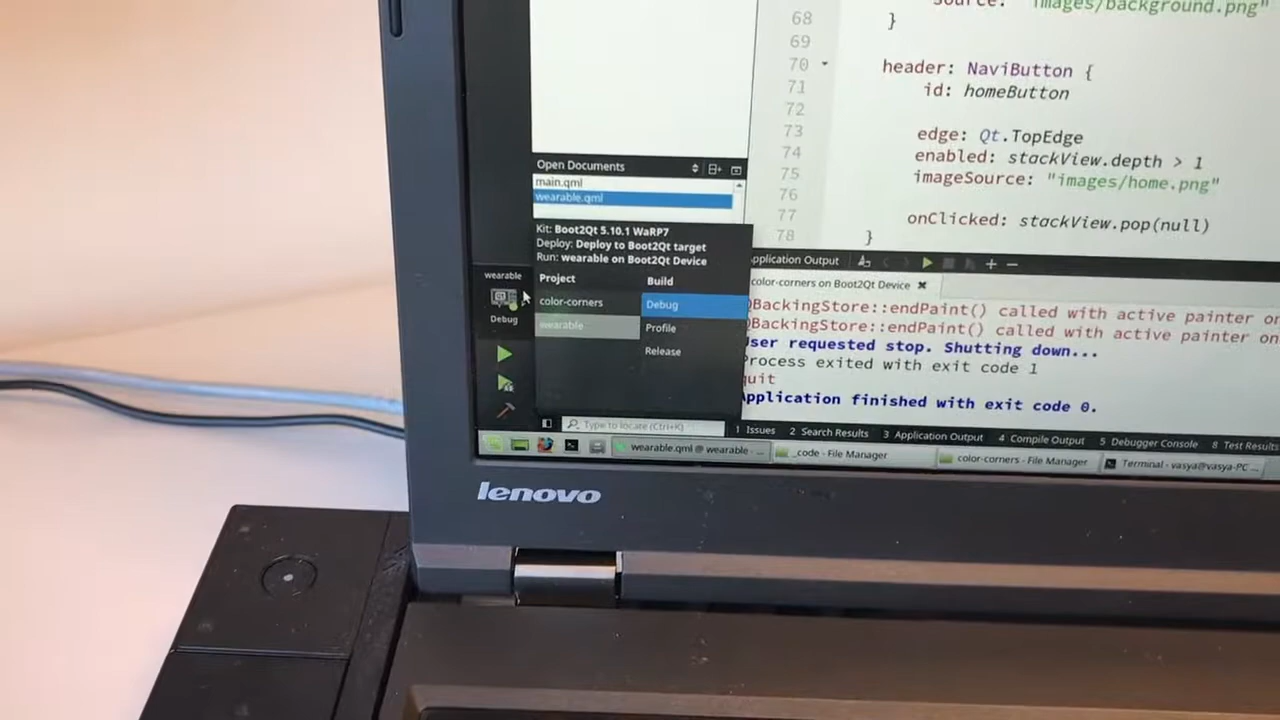 source: "images/background.png"
68 }
69
70 header: NaviButton {
71 id: homeButton
72
73 edge: Qt.TopEdge
74 enabled: stackView.depth > 1
75 imageSource: "images/home.png"
76
77 onClicked: stackView.pop(null)
78 }
Open Documents
main.qml
wearable.qml
Kit: Boot2Qt 5.10.1 WaRP7
Deploy: Deploy to Boot2Qt target
Run: wearable on Boot2Qt Device
Project
Build
color-corners
Debug
wearable
Profile
Release
wearable
Debug
pplication Output
color-corners on Boot2Qt Device
QBackingStore::endPaint() called with active painter on
QBackingStore::endPaint() called with active painter on
User requested stop. Shutting down...
Process exited with exit code 1
quit
Application finished with exit code 0.
Type to locate (Ctrl+K)
1 Issues
2 Search Results
3 Application Output
4 Compile Output
5 Debugger Console
8 Test Results
wearable.qml @ wearable - ...
_code - File Manager
color-corners - File Manager
Terminal - vasya@vasya-PC ...
lenovo